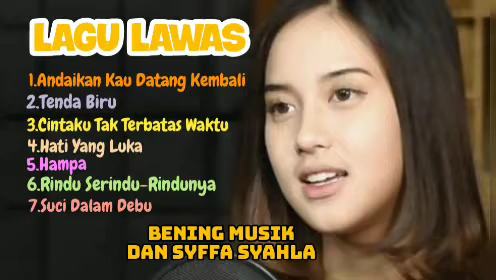 LAGU LAWAS
1.Andaikan Kau Datang Kembali
2.Tenda Biru
3.Cintaku Tak Terbatas Waktu
4.Hati Yang Luka
5.Hampa
6.Rindu Serindu-Rindunya
7.Suci Dalam Debu
BENING MUSIK
DAN SYFFA SYAHLA